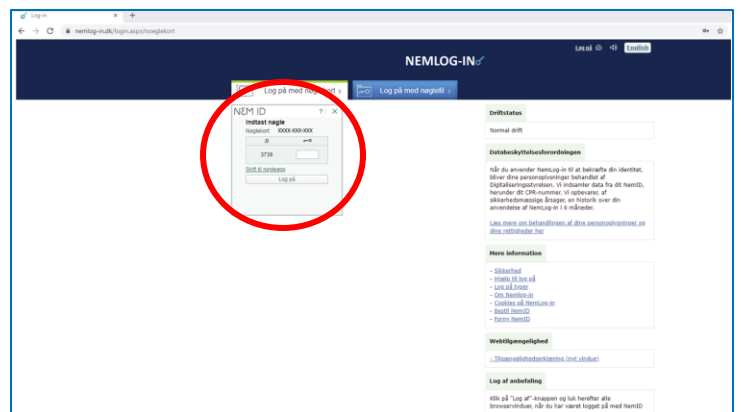 Log-in
nemlog-in.dk/login.aspx/noeglekort
Log på
English
NEMLOG-IN
Log på med nøglekort
Log på med nøglefil
NEM ID
Indtast nøgle
Nøglekort XXXX-XXX-XXX
#
3739
Skift til nøgleapp
Log på
Driftstatus
Normal drift
Databeskyttelsesforordningen
Når du anvender NemLog-in til at bekræfte din identitet,
bliver dine personoplysninger behandlet af
Digitaliseringsstyrelsen. Vi indsamler data fra dit NemID,
herunder dit CPR-nummer. Vi opbevarer, af
sikkerhedsmæssige årsager, en historik over din
anvendelse af NemLog-in i 6 måneder.
Læs mere om behandlingen af dine personoplysninger og
dine rettigheder her
Mere information
- Sikkerhed
- Hjælp til log på
- Log på typer
- Om Nemlog-in
- Cookies på NemLog-in
- Bestil NemID
- Forny NemID
Webtilgængelighed
- Tilgængelighedserklæring (nyt vindue)
Log af anbefaling
Klik på "Log af"-knappen og luk herefter alle
browservinduer, når du har været logget på med NemID